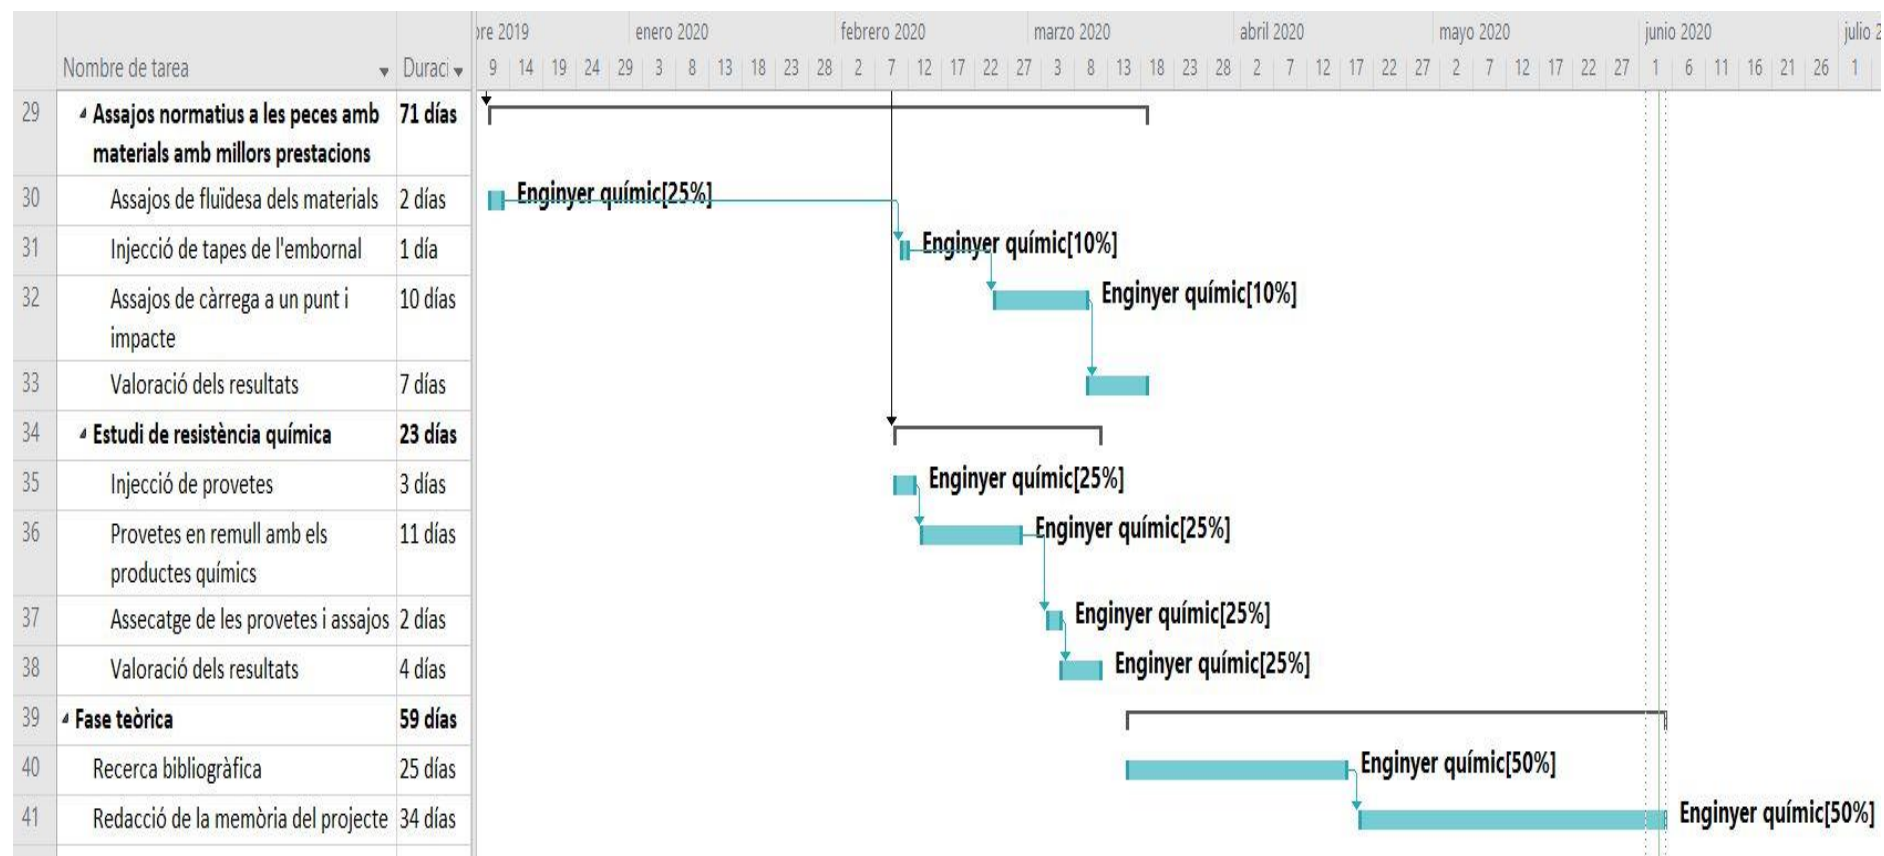 bre 2019 enero 2020 febrero 2020 marzo 2020 abril 2020 mayo 2020 junio 2020 julio 2
Nombre de tarea Duraci 9 14 19 24 29 3 8 13 18 23 28 2 7 12 17 22 27 3 8 13 18 23 28 2 7 12 17 22 27 2 7 12 17 22 27 1 6 11 16 21 26 1
29 Assajos normatius a les peces amb 71 días
materials amb millors prestacions
30 Assajos de fluïdesa dels materials 2 días Enginyer químic[25%]
31 Injecció de tapes de l'embornal 1 día Enginyer químic[10%]
32 Assajos de càrrega a un punt i 10 días Enginyer químic[10%]
impacte
33 Valoració dels resultats 7 días
34 Estudi de resistència química 23 días
35 Injecció de provetes 3 días Enginyer químic[25%]
36 Provetes en remull amb els 11 días Enginyer químic[25%]
productes químics
37 Assecatge de les provetes i assajos 2 días Enginyer químic[25%]
38 Valoració dels resultats 4 días Enginyer químic[25%]
39 Fase teòrica 59 días
40 Recerca bibliogràfica 25 días Enginyer químic[50%]
41 Redacció de la memòria del projecte 34 días Enginyer químic[50%]